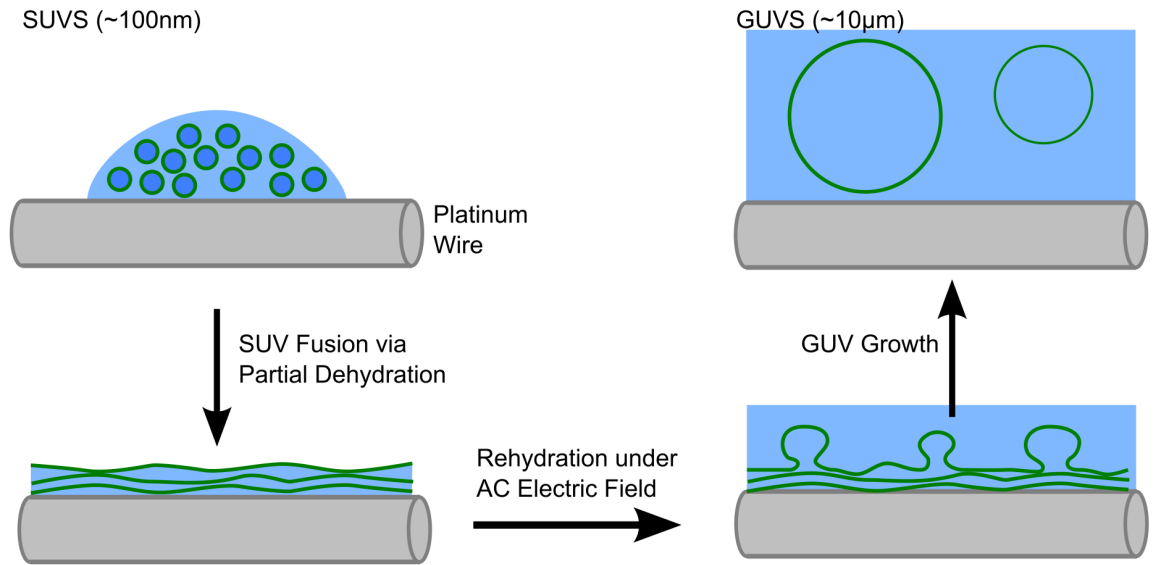 SUVS (~100nm)
Platinum
Wire
SUV Fusion via
Partial Dehydration
Rehydration under
AC Electric Field
GUV Growth
GUVS (~10μm)